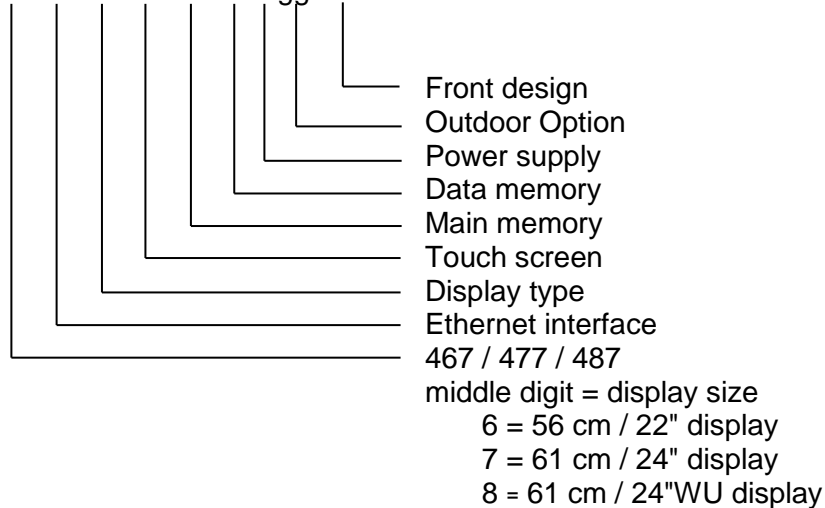 Front design
Outdoor Option
Power supply
Data memory
Main memory
Touch screen
Display type
Ethernet interface
467 / 477 / 487
middle digit = display size
6 = 56 cm / 22" display
7 = 61 cm / 24" display
8 = 61 cm / 24"WU display